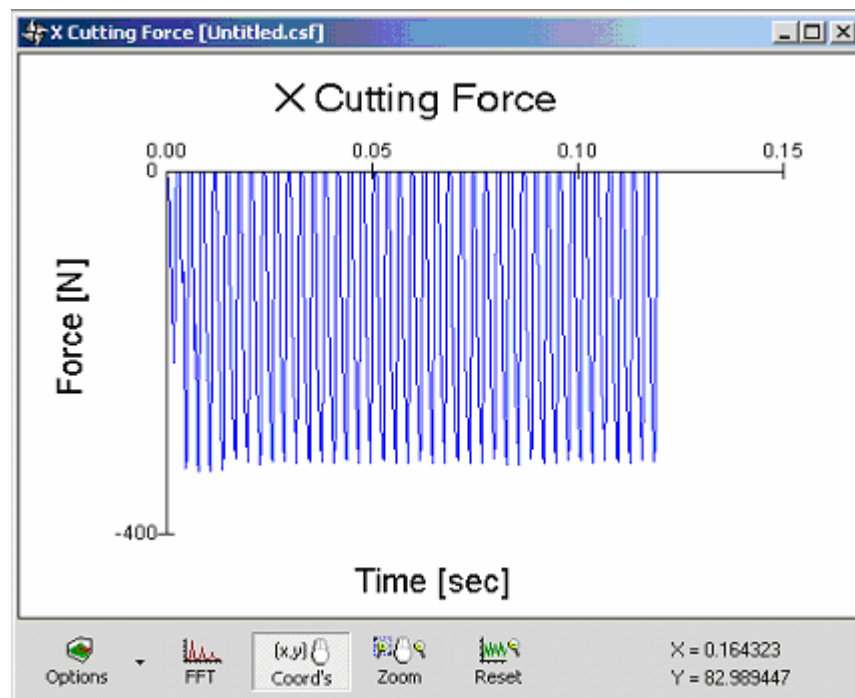 X Cutting Force [Untitled.csf]
X Cutting Force
0.00 0.05 0.10 0.15
0
Force [N]
-400
Time [sec]
(x,y)
Options FFT Coord's Zoom Reset
X = 0.164323
Y = 82.989447